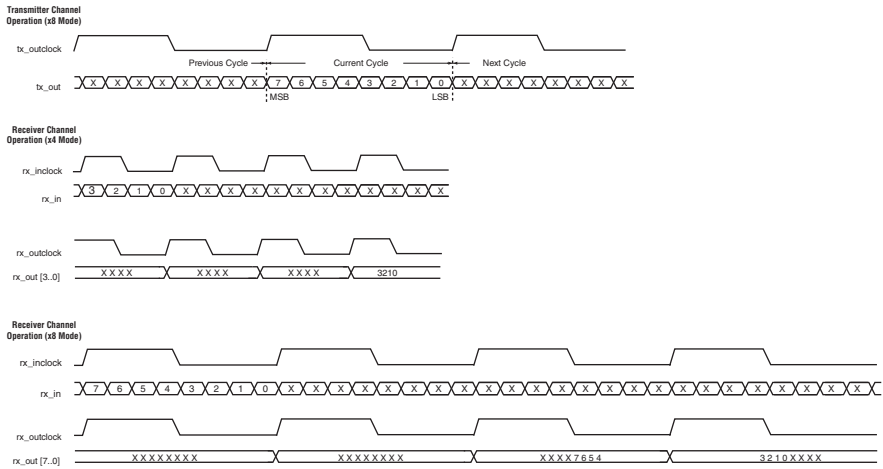 Transmitter Channel
Operation (x8 Mode)
tx_outclock
Previous Cycle Current Cycle Next Cycle
tx_out X X X X X X X X 7 6 5 4 3 2 1 0 X X X X X X X X
MSB LSB
Receiver Channel
Operation (x4 Mode)
rx_inclock
rx_in 3 2 1 0 X X X X X X X X X X X X
rx_outclock
rx_out [3..0] X X X X X X X X X X X X 3210
Receiver Channel
Operation (x8 Mode)
rx_inclock
rx_in 7 6 5 4 3 2 1 0 X X X X X X X X X X X X X X X X X X X X X X X X
rx_outclock
rx_out [7..0] X X X X X X X X X X X X X X X X X X X X 7 6 5 4 3 2 1 0 X X X X